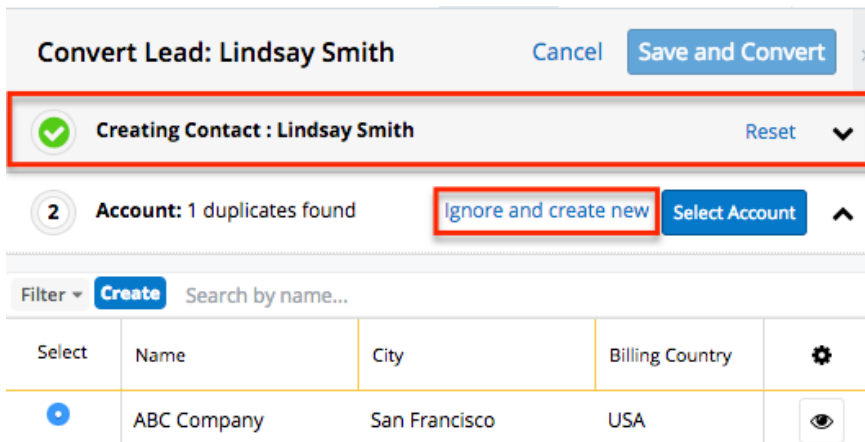 Convert Lead: Lindsay Smith Cancel Save and Convert
Creating Contact : Lindsay Smith Reset
2 Account: 1 duplicates found Ignore and create new Select Account
Filter Create Search by name...
Select Name City Billing Country
ABC Company San Francisco USA